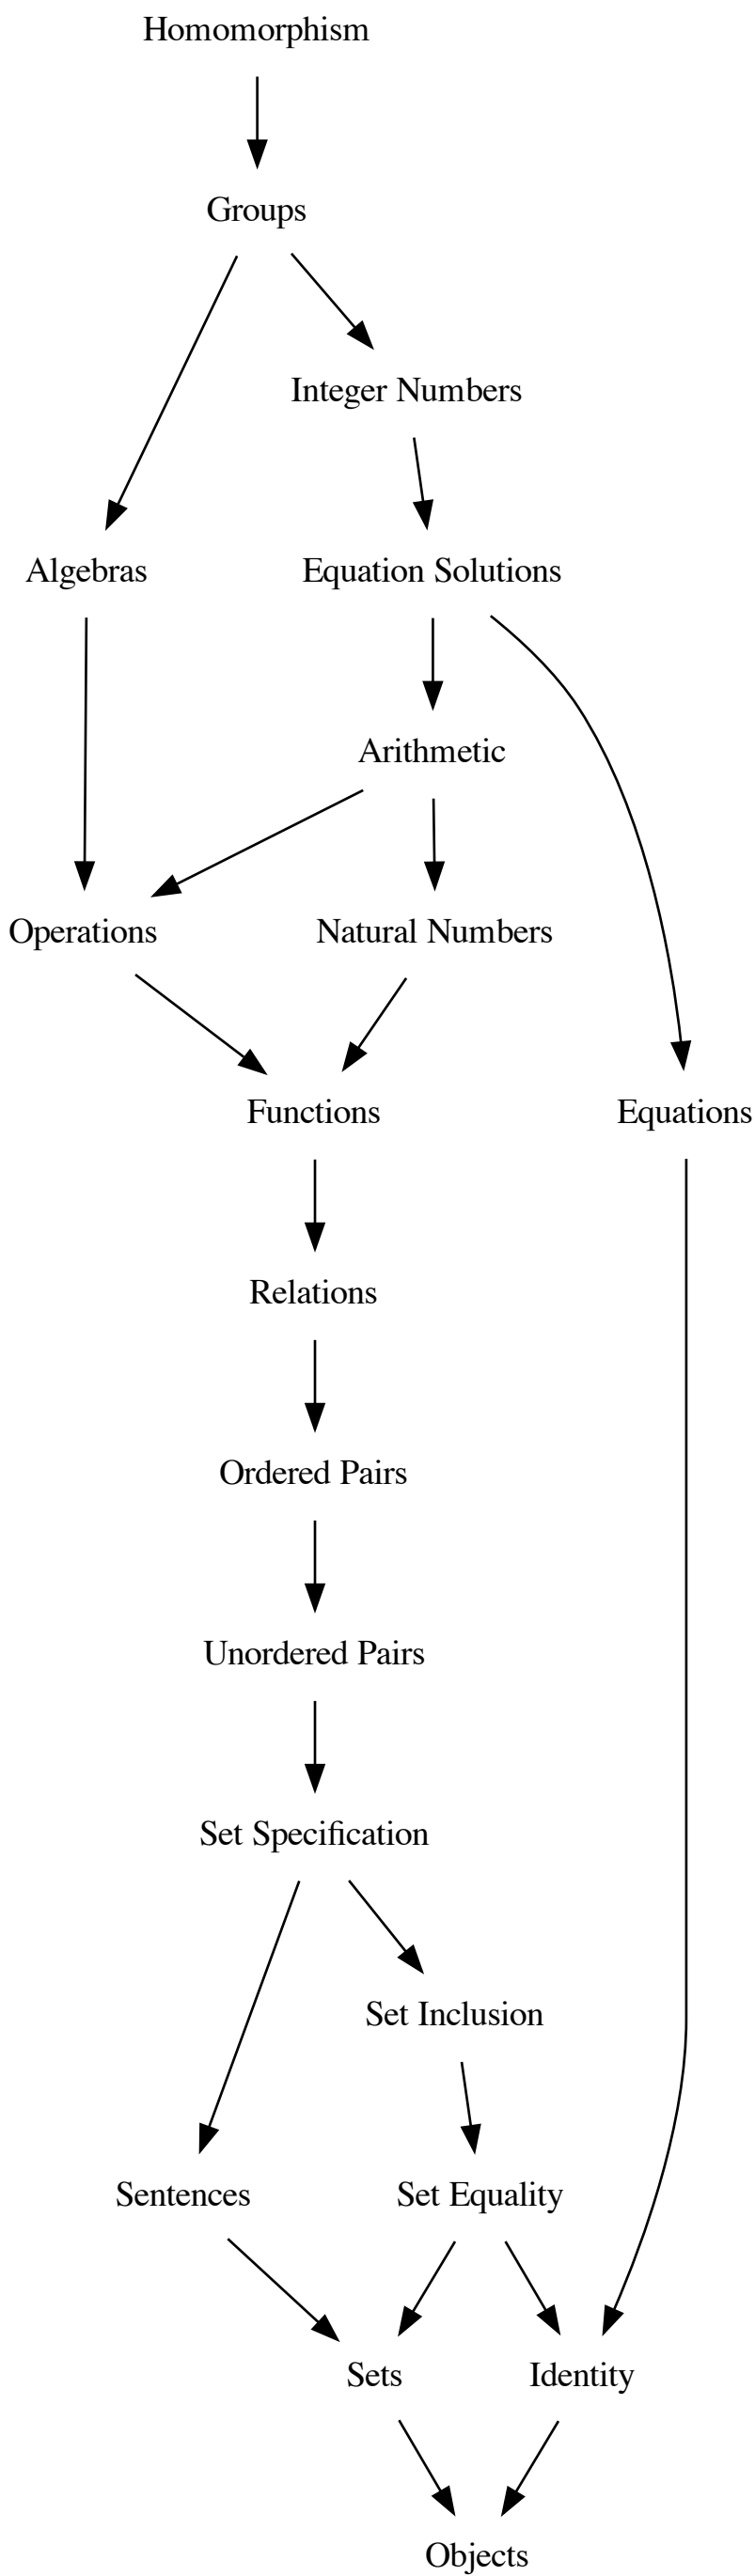 Homomorphism
Groups
Integer Numbers
Algebras
Equation Solutions
Arithmetic
Operations
Natural Numbers
Functions
Equations
Relations
Ordered Pairs
Unordered Pairs
Set Specification
Set Inclusion
Sentences
Set Equality
Sets
Identity
Objects